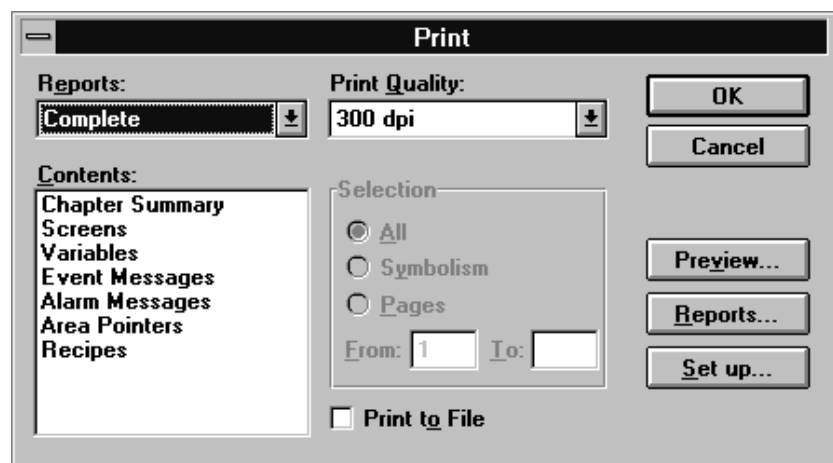 Print
Reports:
Complete
Print Quality:
300 dpi
OK
Cancel
Contents:
Chapter Summary
Screens
Variables
Event Messages
Alarm Messages
Area Pointers
Recipes
Selection
All
Symbolism
Pages
From: 1 To:
Print to File
Preview...
Reports...
Set up...